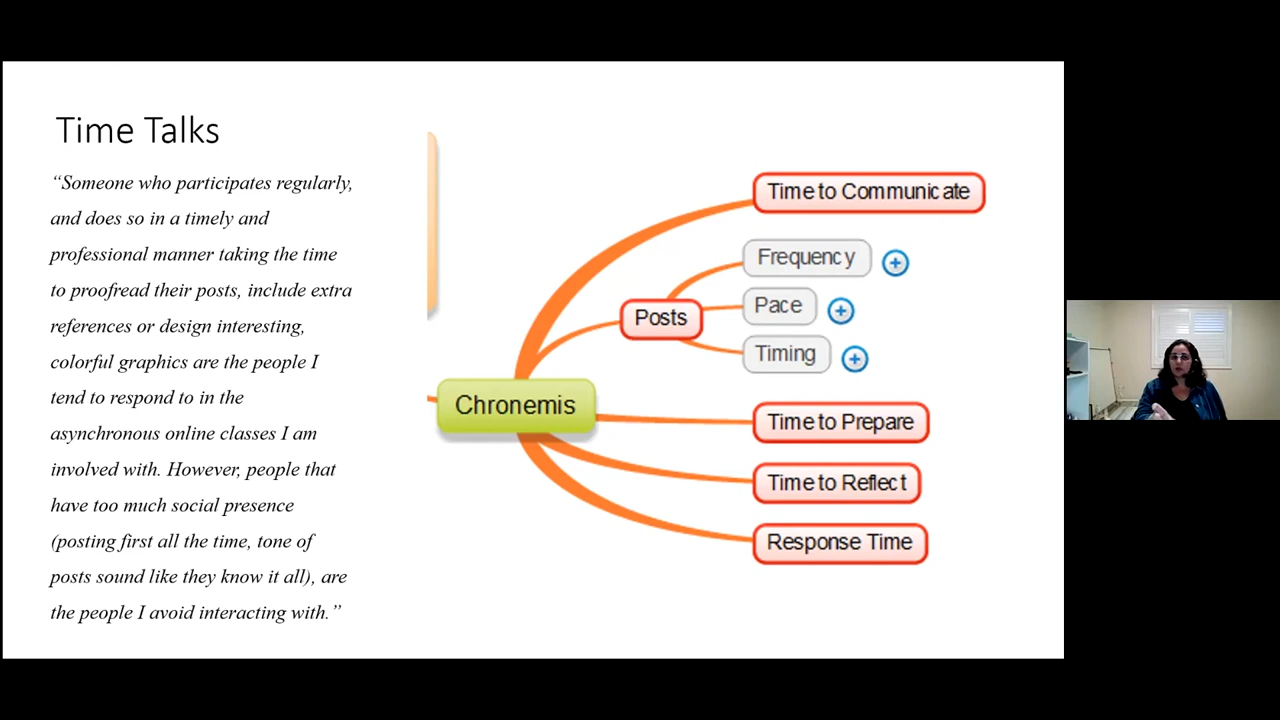 Time Talks
“Someone who participates regularly,
and does so in a timely and
professional manner taking the time
to proofread their posts, include extra
references or design interesting,
colorful graphics are the people I
tend to respond to in the
asynchronous online classes I am
involved with. However, people that
have too much social presence
(posting first all the time, tone of
posts sound like they know it all), are
the people I avoid interacting with.”
Time to Communicate
Frequency
Pace
Posts
Timing
Chronemis
Time to Prepare
Time to Reflect
Response Time